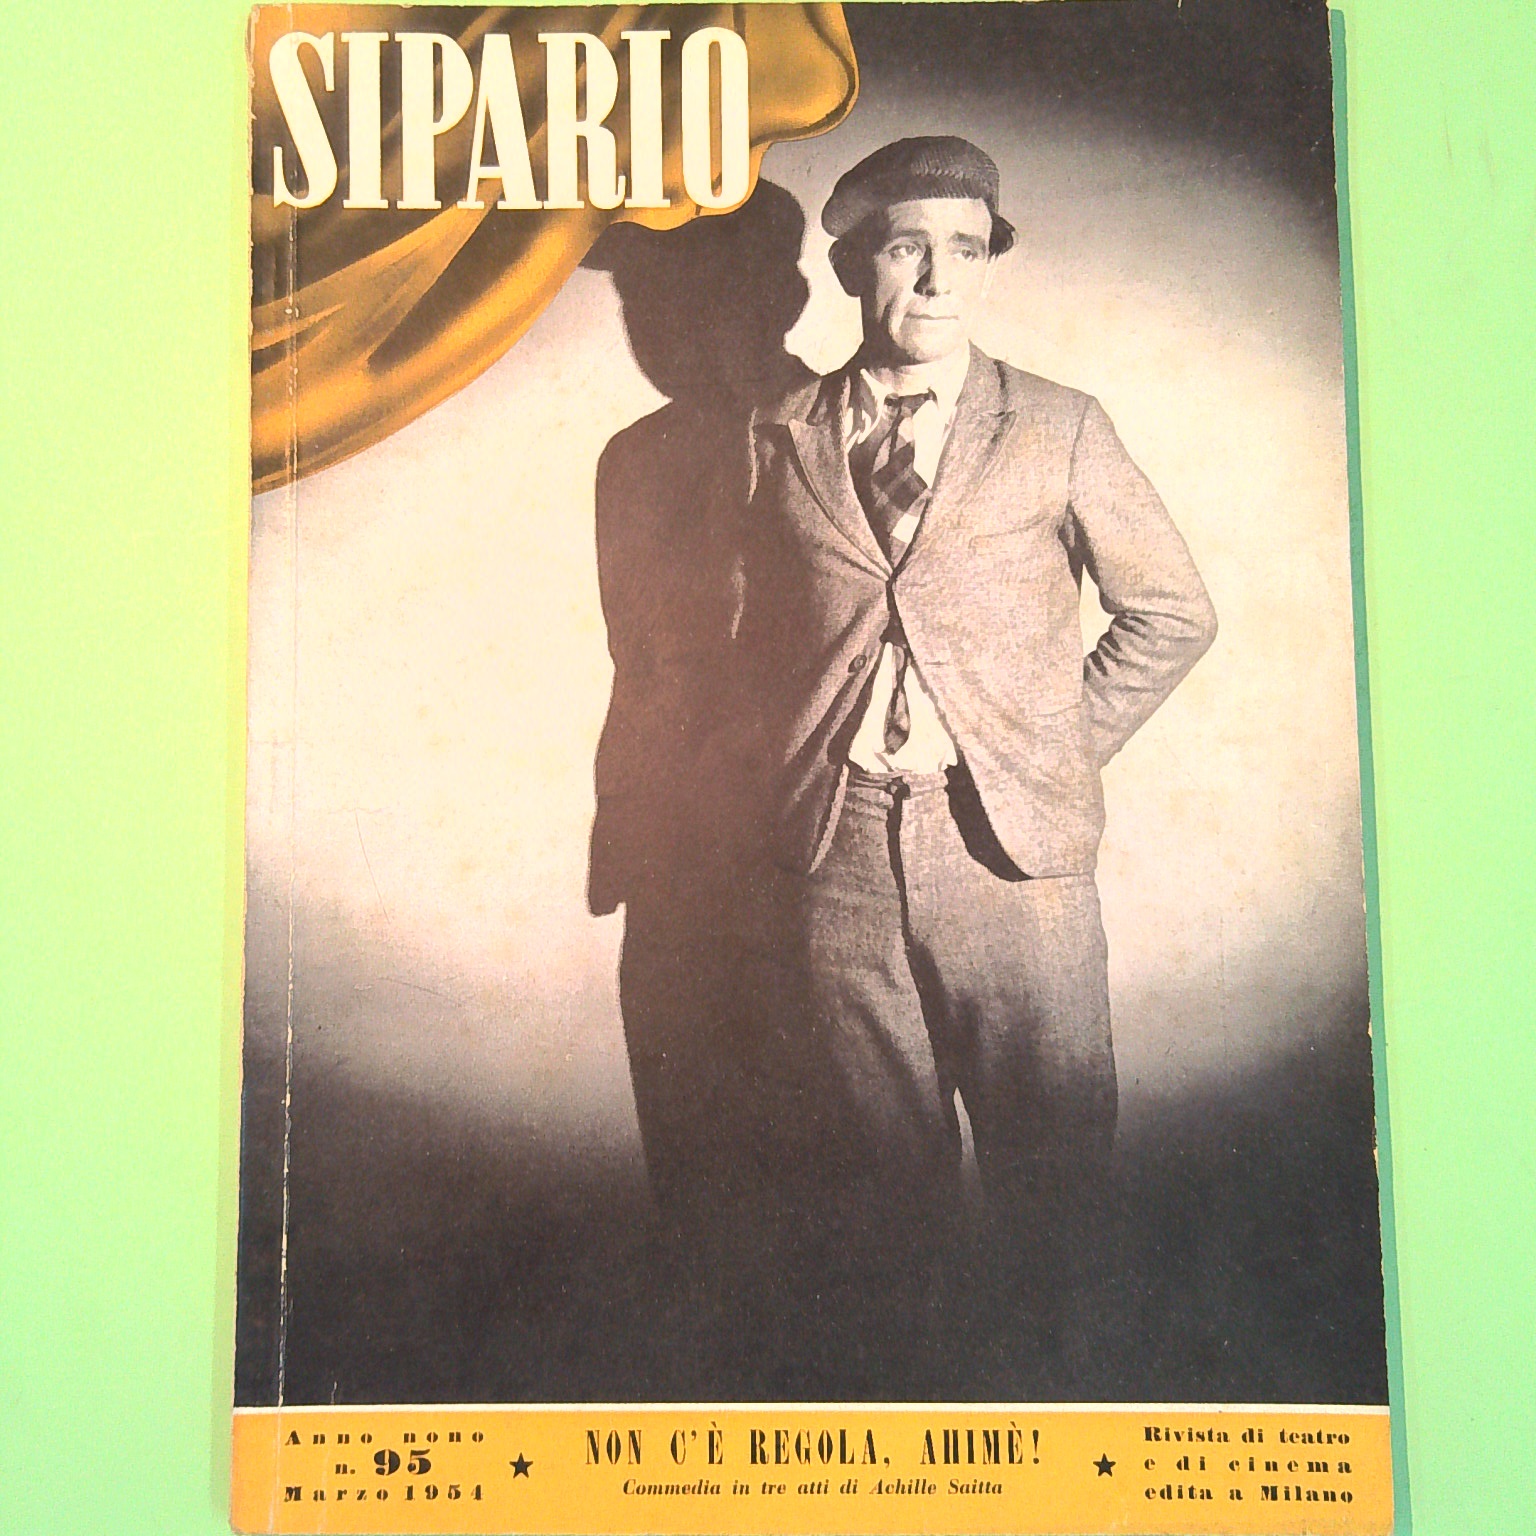 SIPARIO
Anno nono
n. 95
Marzo 1954
NON C'È REGOLA, AHIMÈ!
Commedia in tre atti di Achille Saitta
Rivista di teatro
e di cinema
edita a Milano